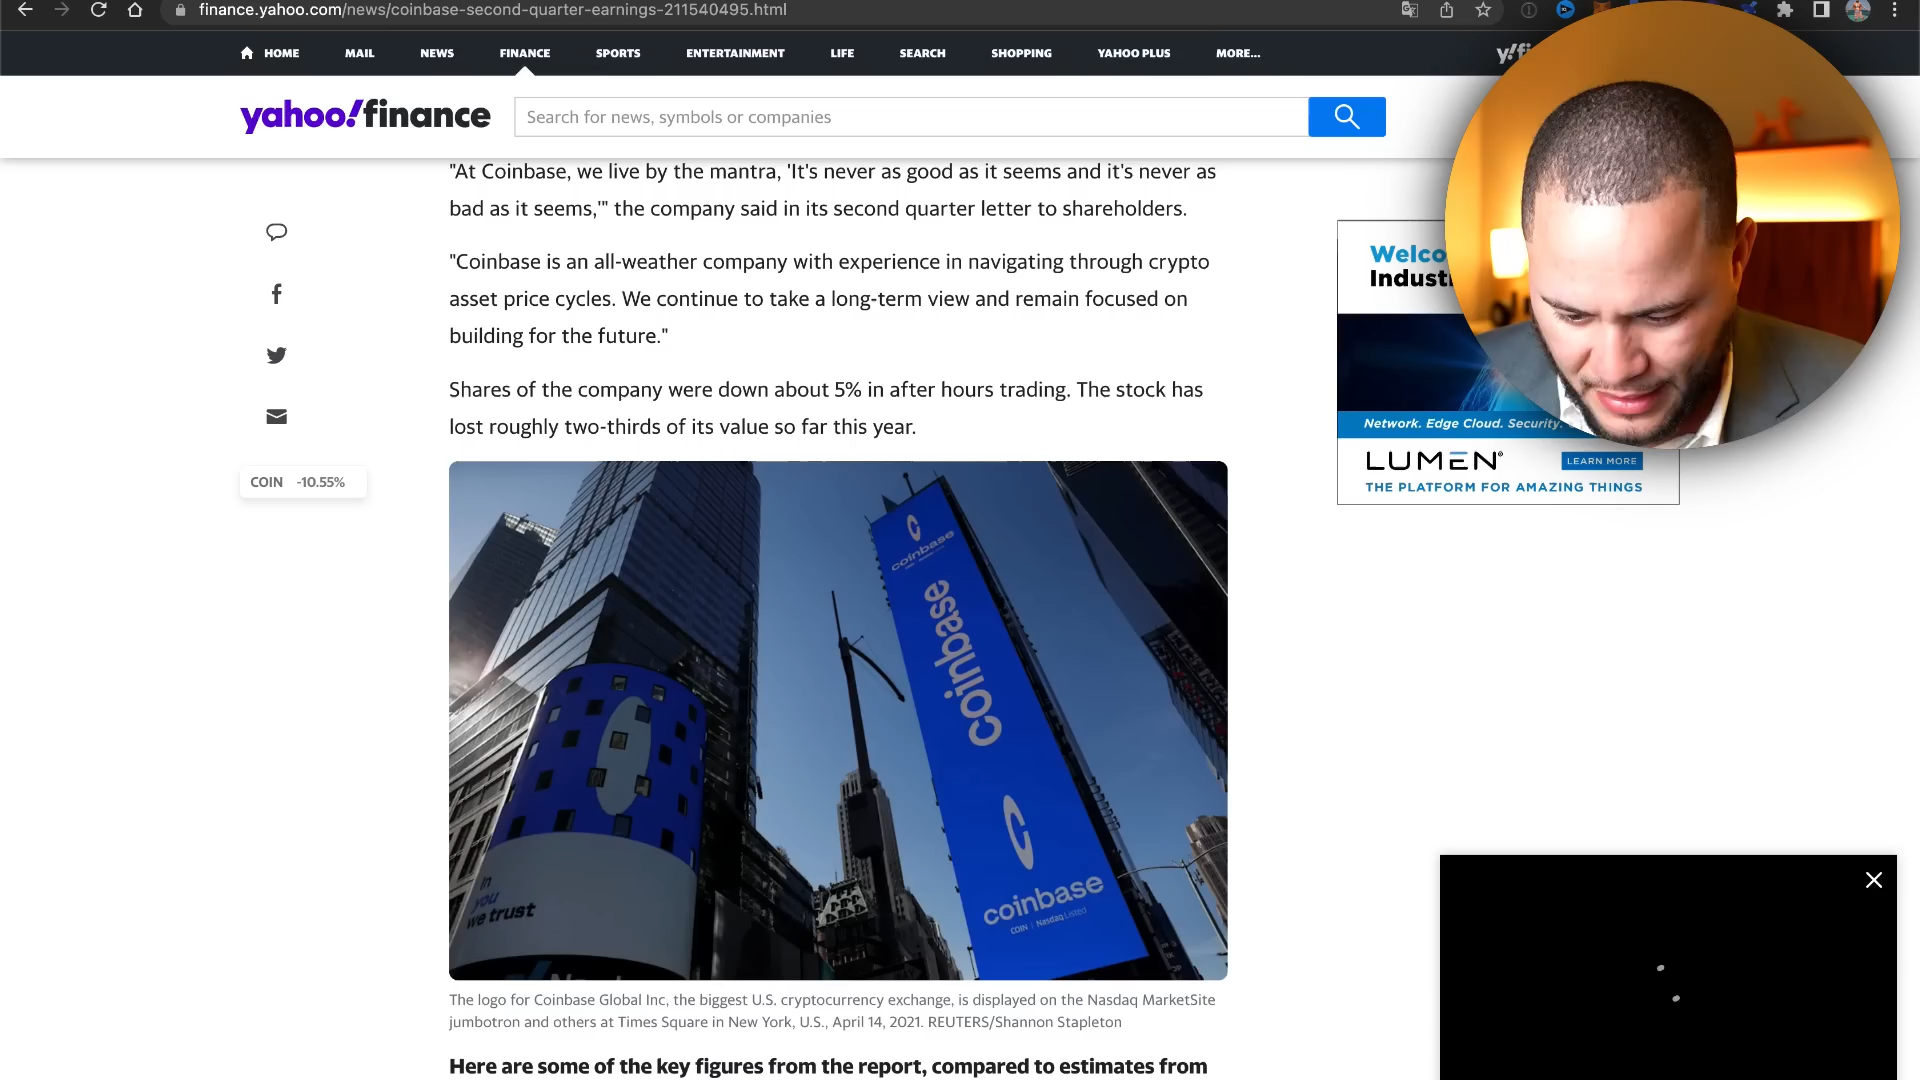 finance.yahoo.com/news/coinbase-second-quarter-earnings-211540495.html
HOME MAIL NEWS FINANCE SPORTS ENTERTAINMENT LIFE SEARCH SHOPPING YAHOO PLUS MORE...
yahoo!finance
Search for news, symbols or companies
"At Coinbase, we live by the mantra, 'It's never as good as it seems and it's never as
bad as it seems,'" the company said in its second quarter letter to shareholders.
"Coinbase is an all-weather company with experience in navigating through crypto
asset price cycles. We continue to take a long-term view and remain focused on
building for the future."
Shares of the company were down about 5% in after hours trading. The stock has
lost roughly two-thirds of its value so far this year.
COIN -10.55%
coinbase
coinbase
coinbase
COIN | Nasdaq Listed
in
you
we trust
The logo for Coinbase Global Inc, the biggest U.S. cryptocurrency exchange, is displayed on the Nasdaq MarketSite
jumbotron and others at Times Square in New York, U.S., April 14, 2021. REUTERS/Shannon Stapleton
Here are some of the key figures from the report, compared to estimates from
Network. Edge Cloud. Security.
LUMEN®
LEARN MORE
THE PLATFORM FOR AMAZING THINGS